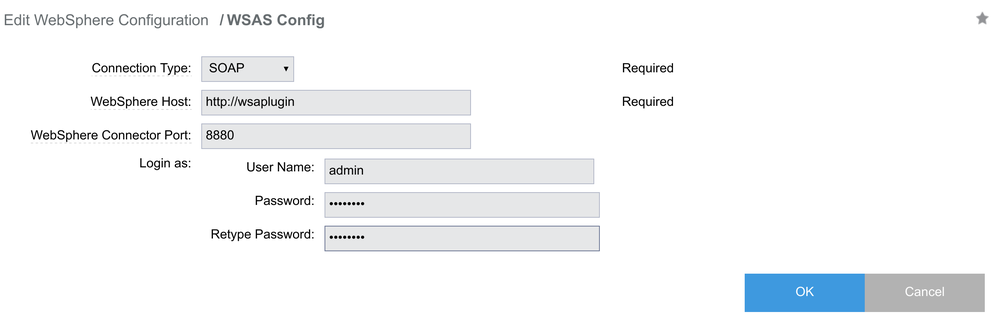 Edit WebSphere Configuration / WSAS Config
Connection Type: SOAP Required
WebSphere Host: http://wsaplugin Required
WebSphere Connector Port: 8880
Login as: User Name: admin
Password: ••••••••
Retype Password: ••••••••
OK Cancel